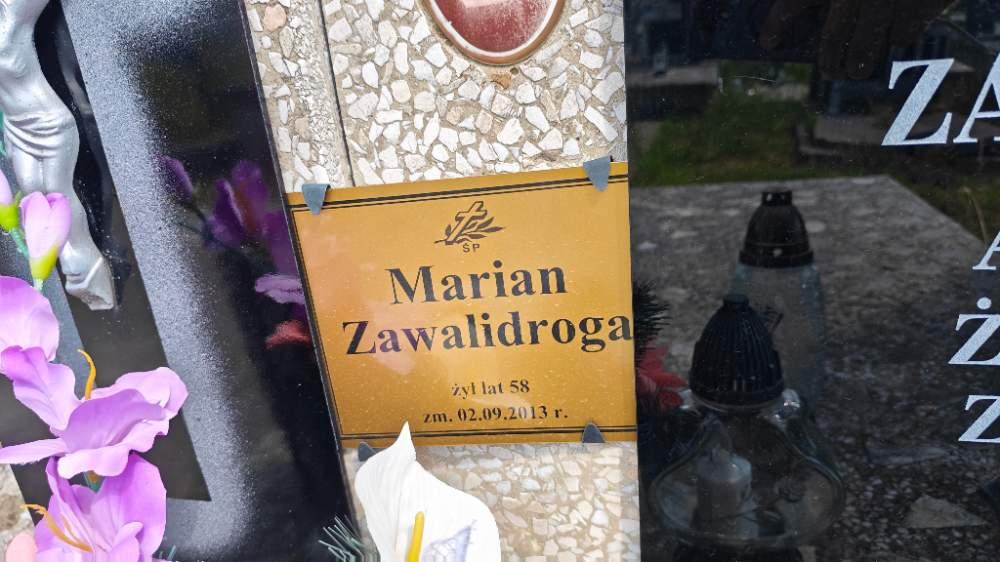 ŚP
Marian
Zawalidroga
żył lat 58
zm. 02.09.2013 r.
ZA